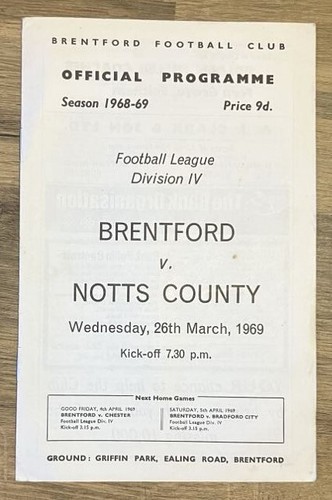 BRENTFORD FOOTBALL CLUB
OFFICIAL PROGRAMME
Season 1968-69 Price 9d.
Football League
Division IV
BRENTFORD
v.
NOTTS COUNTY
Wednesday, 26th March, 1969
Kick-off 7.30 p.m.
Next Home Games
GOOD FRIDAY, 4th APRIL 1969
BRENTFORD v. CHESTER
Football League Div. IV
Kick-off 3.15 p.m.
SATURDAY, 5th APRIL 1969
BRENTFORD v. BRADFORD CITY
Football League Div. IV
Kick-off 3.15 p.m.
GROUND: GRIFFIN PARK, EALING ROAD, BRENTFORD